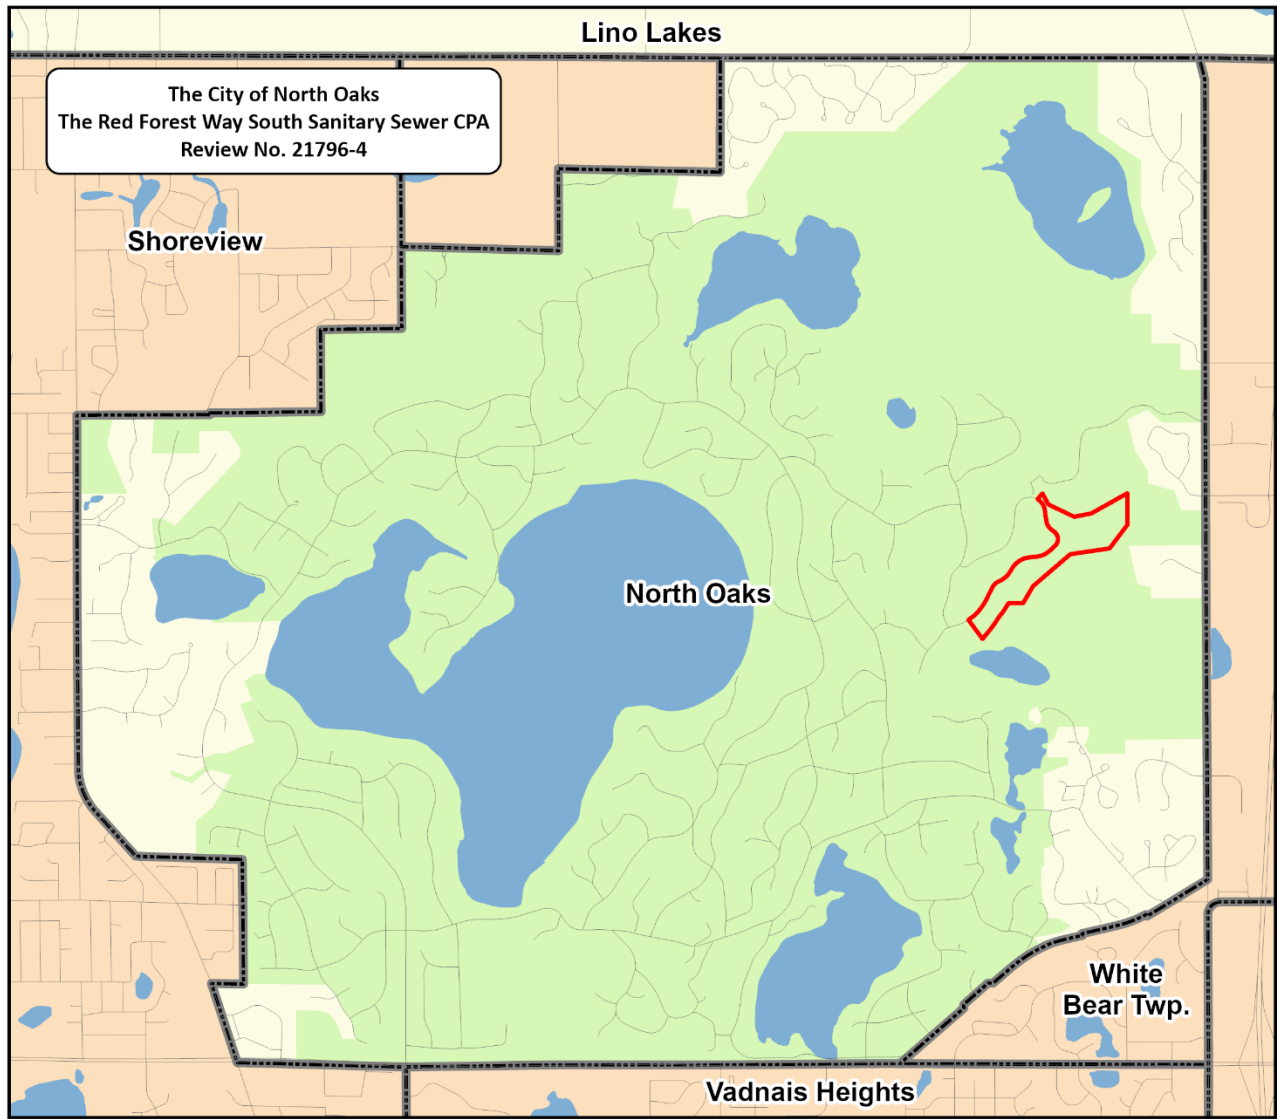 Lino Lakes
The City of North Oaks
The Red Forest Way South Sanitary Sewer CPA
Review No. 21796-4
Shoreview
North Oaks
White
Bear Twp.
Vadnais Heights